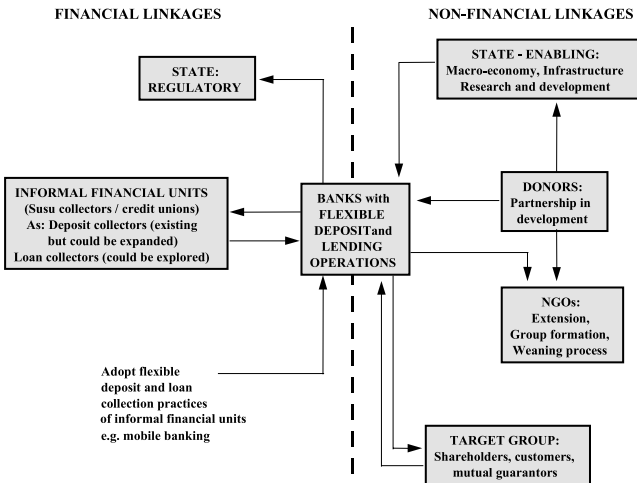 FINANCIAL LINKAGES
NON-FINANCIAL LINKAGES
STATE:
REGULATORY
STATE - ENABLING:
Macro-economy, Infrastructure
Research and development
INFORMAL FINANCIAL UNITS
(Susu collectors / credit unions)
As: Deposit collectors (existing
but could be expanded)
Loan collectors (could be explored)
BANKS with
FLEXIBLE
DEPOSIT and
LENDING
OPERATIONS
DONORS:
Partnership in
development
NGOs:
Extension,
Group formation,
Weaning process
Adopt flexible
deposit and loan
collection practices
of informal financial units
e.g. mobile banking
TARGET GROUP:
Shareholders, customers,
mutual guarantors